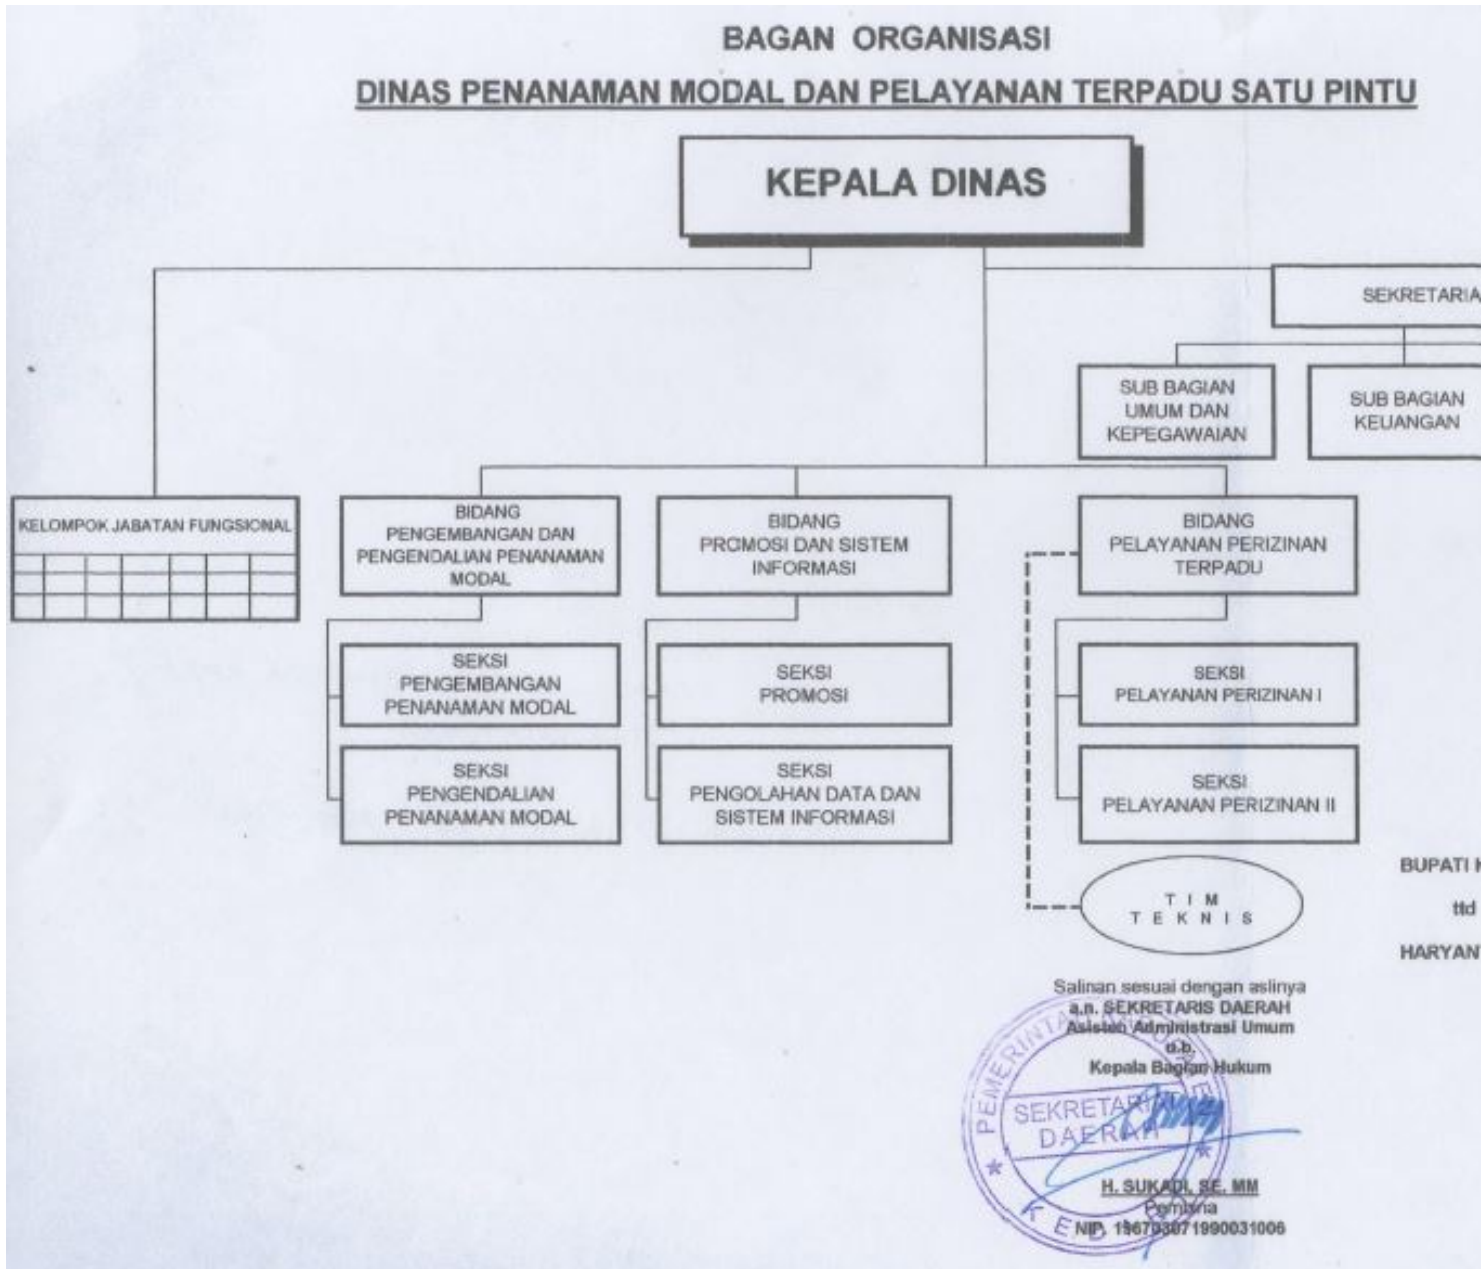 BAGAN ORGANISASI
DINAS PENANAMAN MODAL DAN PELAYANAN TERPADU SATU PINTU
KEPALA DINAS
SEKRETARIA
SUB BAGIAN
UMUM DAN
KEPEGAWAIAN
SUB BAGIAN
KEUANGAN
KELOMPOK JABATAN FUNGSIONAL
BIDANG
PENGEMBANGAN DAN
PENGENDALIAN PENANAMAN
MODAL
BIDANG
PROMOSI DAN SISTEM
INFORMASI
BIDANG
PELAYANAN PERIZINAN
TERPADU
SEKSI
PENGEMBANGAN
PENANAMAN MODAL
SEKSI
PROMOSI
SEKSI
PELAYANAN PERIZINAN I
SEKSI
PENGENDALIAN
PENANAMAN MODAL
SEKSI
PENGOLAHAN DATA DAN
SISTEM INFORMASI
SEKSI
PELAYANAN PERIZINAN II
TIM
TEKNIS
BUPATI
ttd
HARYAN
Salinan sesuai dengan aslinya
a.n. SEKRETARIS DAERAH
Asisten Administrasi Umum
u.b.
Kepala Bagian Hukum
SEKRETARIAT
DAERAH
H. SUKADI, SE. MM
Pembina
NIP. 196703071990031006